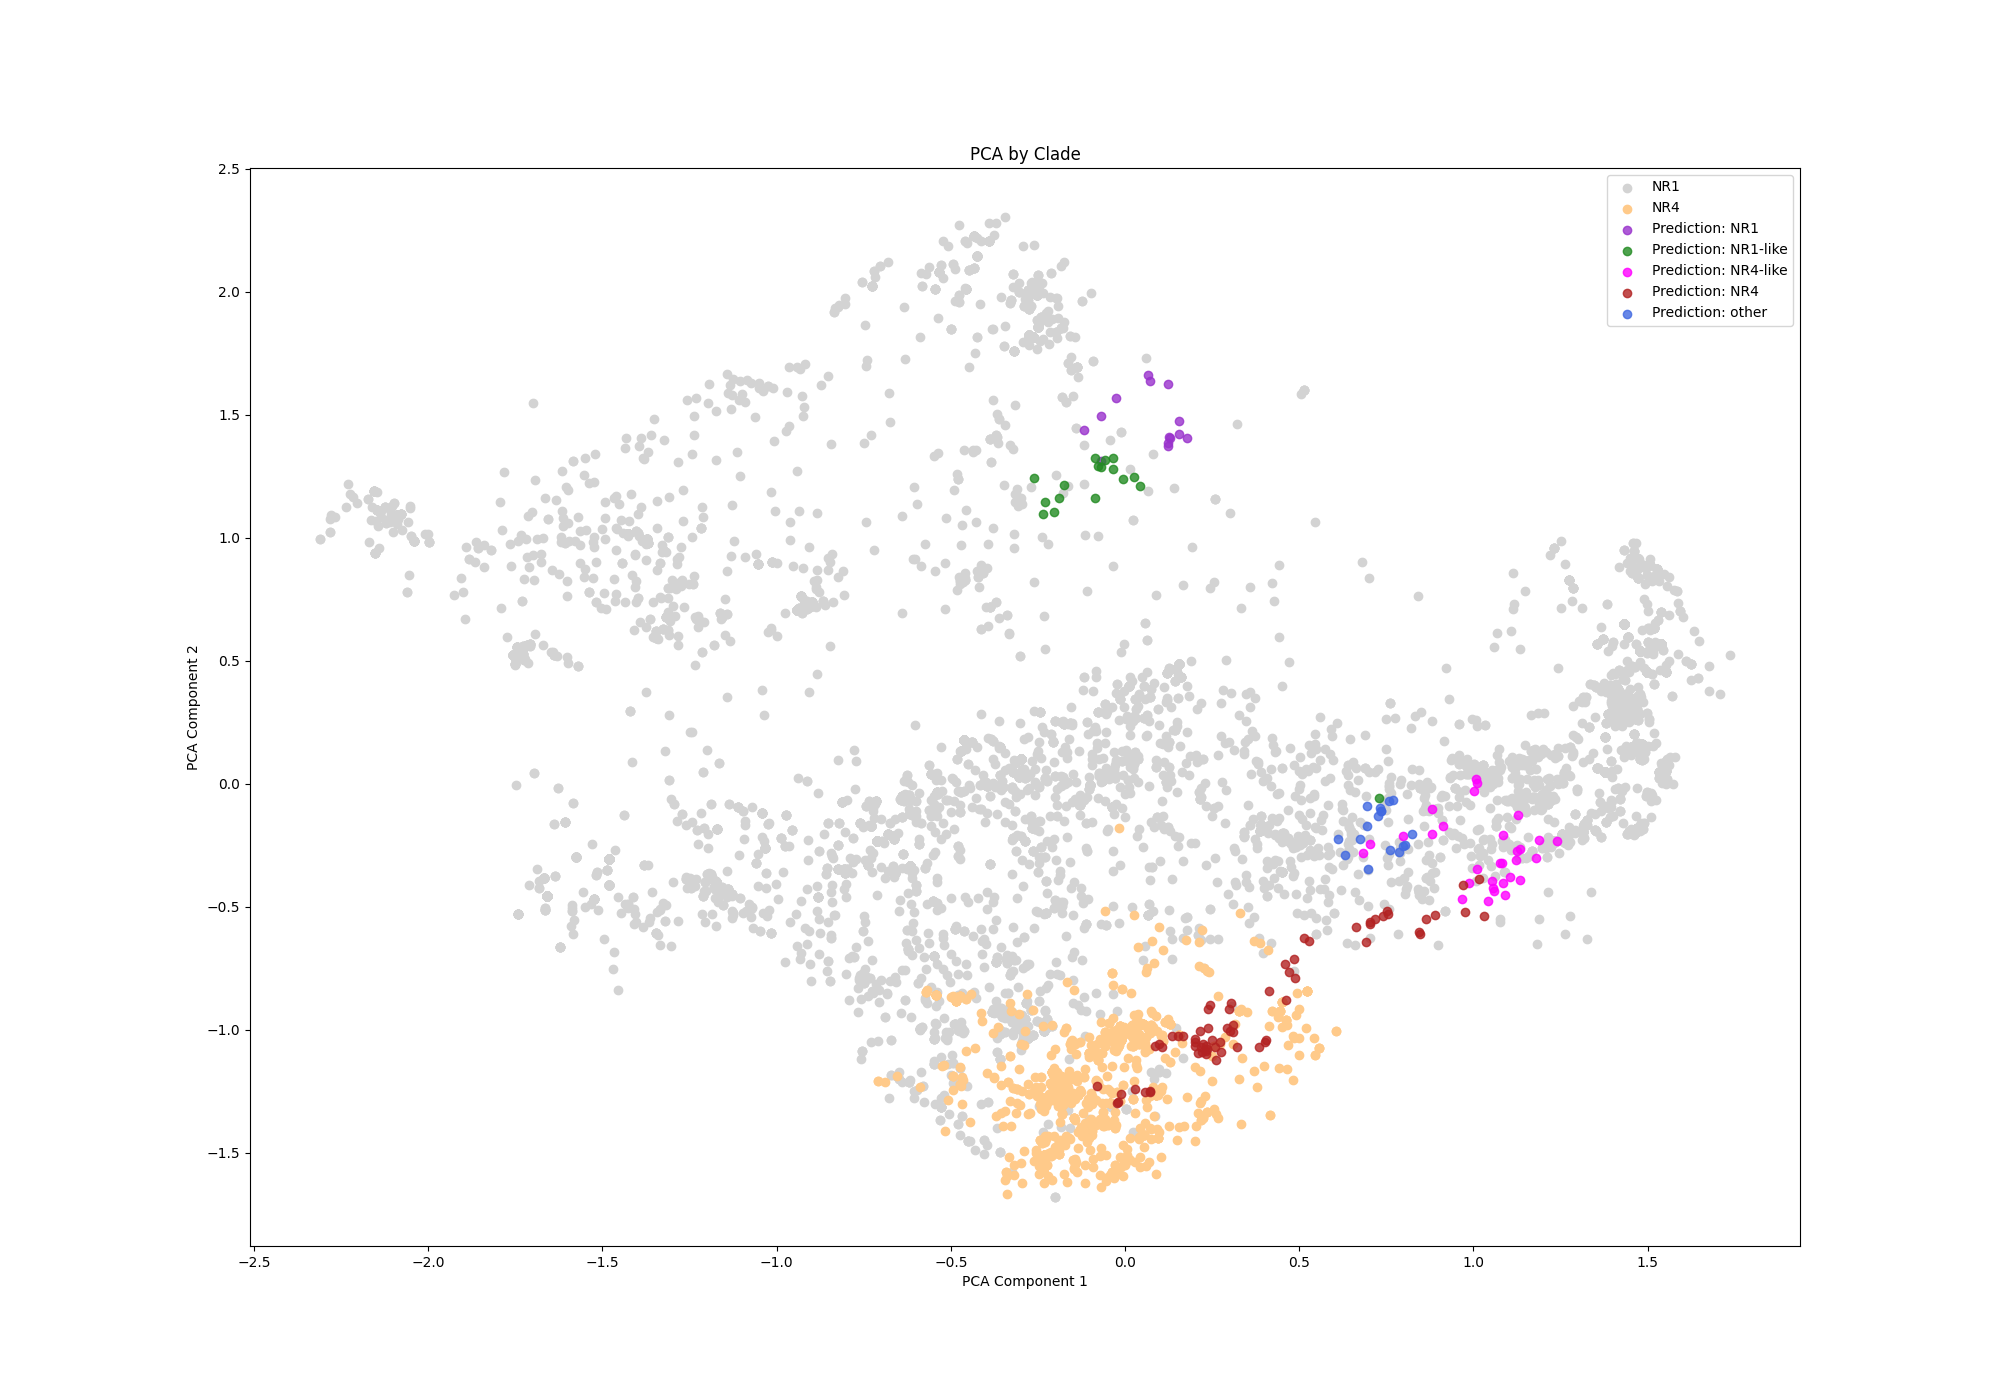 PCA by Clade
2.5
2.0
1.5
1.0
0.5
0.0
−0.5
−1.0
−1.5
PCA Component 2
NR1
NR4
Prediction: NR1
Prediction: NR1-like
Prediction: NR4-like
Prediction: NR4
Prediction: other
−2.5 −2.0 −1.5 −1.0 −0.5 0.0 0.5 1.0 1.5
PCA Component 1